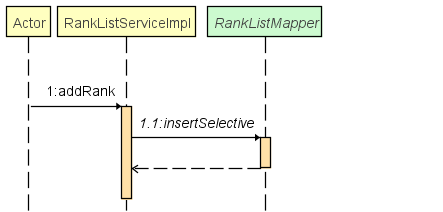 Actor
RankListServiceImpl
RankListMapper
1:addRank
1.1:insertSelective